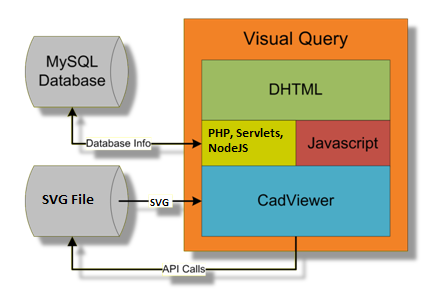 Visual Query
MySQL
Database
DHTML
Database Info
PHP, Servlets,
NodeJS
Javascript
SVG File
SVG
CadViewer
API Calls